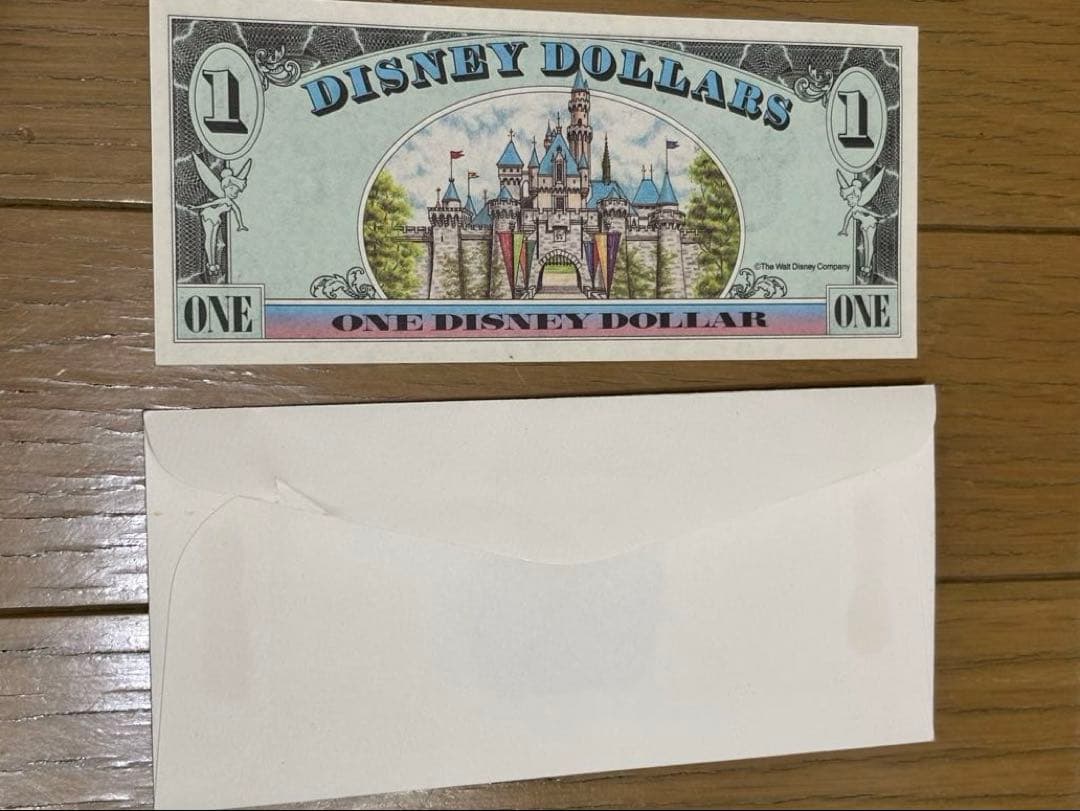 DISNEY DOLLARS
1
1
©The Walt Disney Company
ONE
ONE DISNEY DOLLAR
ONE